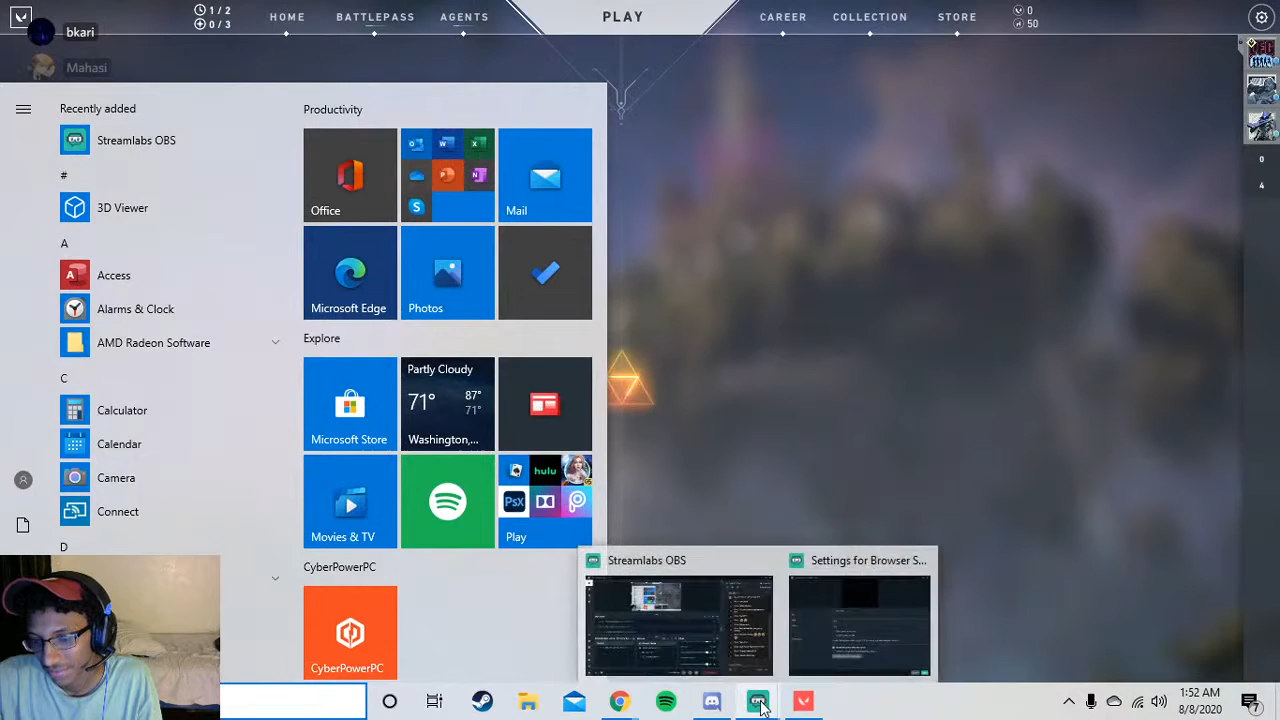 1 / 2
0 / 3
HOME
BATTLEPASS
AGENTS
PLAY
CAREER
COLLECTION
STORE
0
50
bkari
Mahasi
Recently added
Streamlabs OBS
#
3D Viewer
A
Access
Alarms & Clock
AMD Radeon Software
C
Calculator
Calendar
Camera
Connect
D
Productivity
Office
Mail
Microsoft Edge
Photos
Explore
Microsoft Store
Partly Cloudy
71° 87°
71°
Washington,...
Movies & TV
hulu
Play
CyberPowerPC
CyberPowerPC
Streamlabs OBS
Settings for Browser S...
0
4
1:52 AM
8/8/2020
7